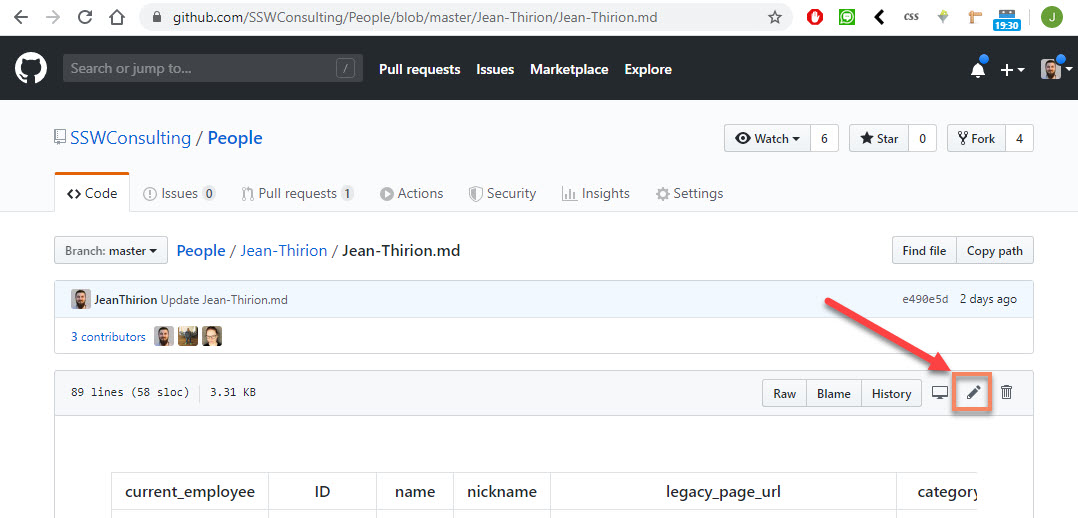 github.com/SSWConsulting/People/blob/master/Jean-Thirion/Jean-Thirion.md
css
19:30
J
Search or jump to...
/
Pull requests
Issues
Marketplace
Explore
SSWConsulting / People
Watch 6
Star 0
Fork 4
Code
Issues 0
Pull requests 1
Actions
Security
Insights
Settings
Branch: master
People / Jean-Thirion / Jean-Thirion.md
Find file
Copy path
JeanThirion Update Jean-Thirion.md
e490e5d 2 days ago
3 contributors
89 lines (58 sloc) 3.31 KB
Raw
Blame
History
current_employee
ID
name
nickname
legacy_page_url
category